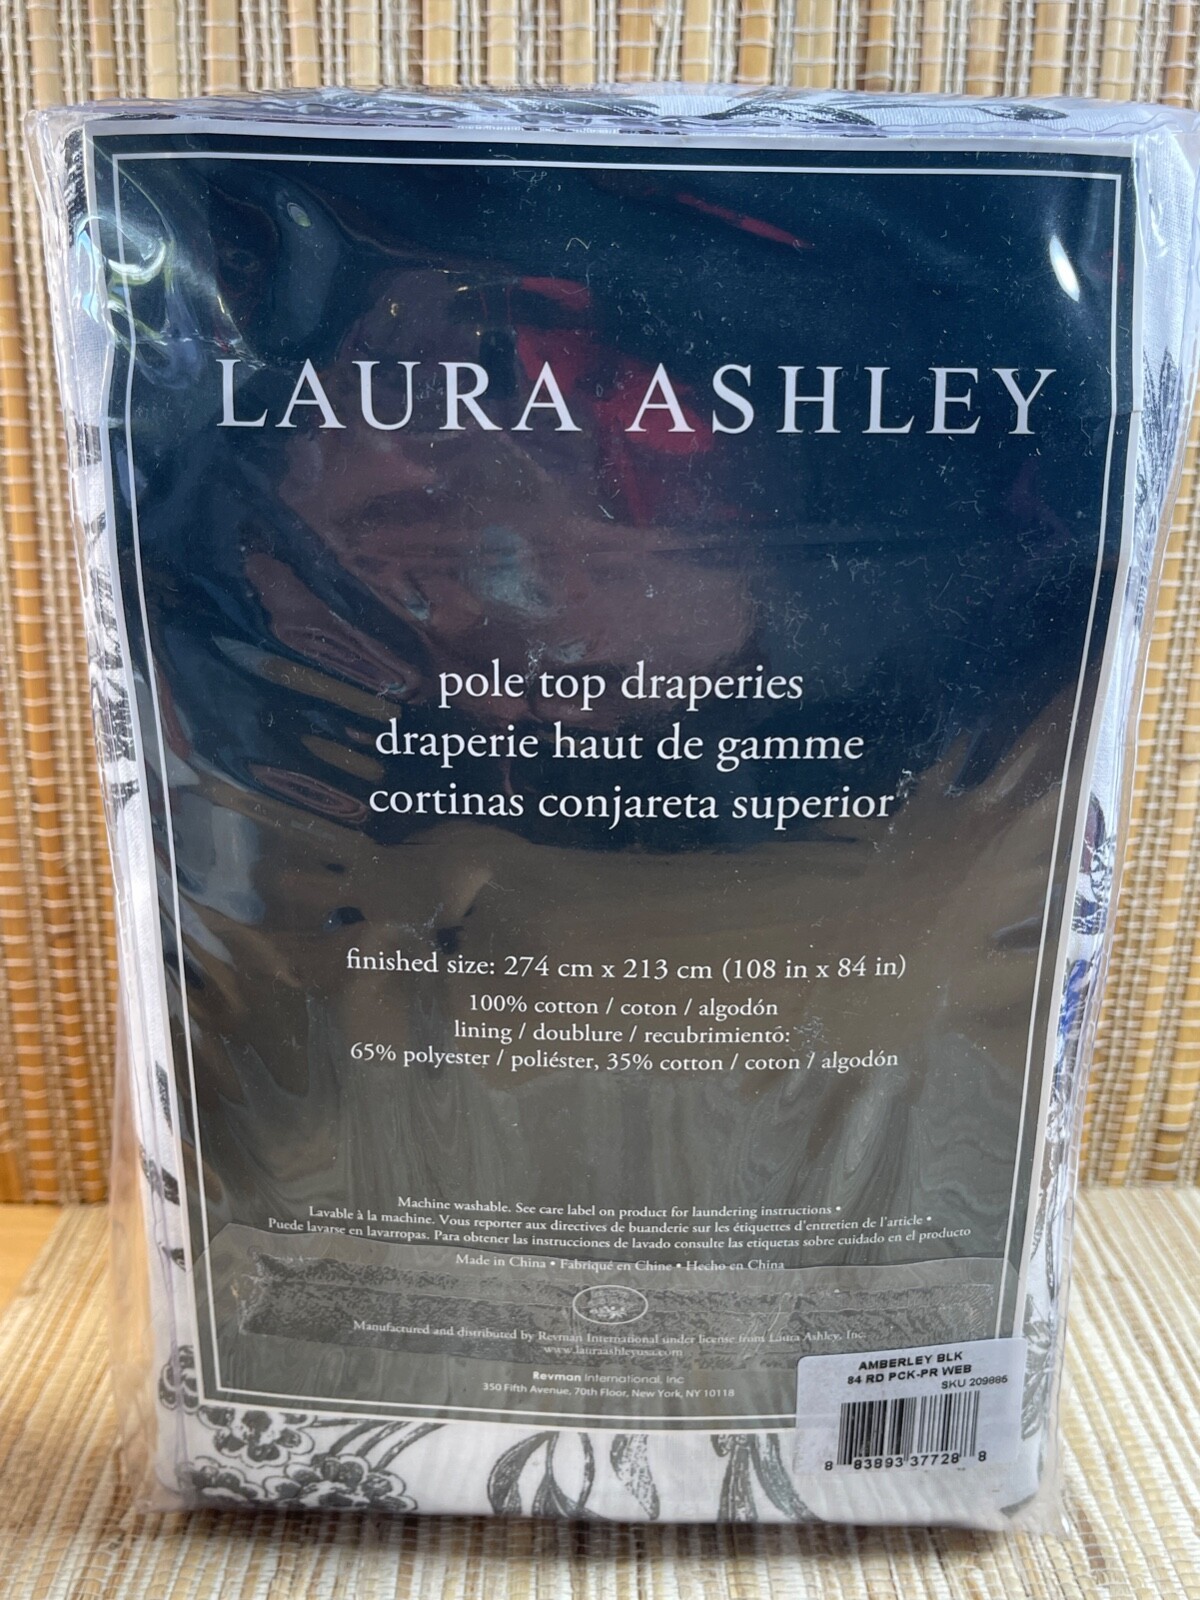 LAURA ASHLEY
pole top draperies
draperie haut de gamme
cortinas conjareta superior
finished size: 274 cm x 213 cm (108 in x 84 in)
100% cotton / coton / algodón
lining / doublure / recubrimiento:
65% polyester / poliéster, 35% cotton / coton / algodón
Machine washable. See care label on product for laundering instructions •
Lavable à la machine. Vous reporter aux directives de buanderie sur les étiquettes d'entretien de l'article •
Puede lavarse en lavarropas. Para obtener las instrucciones de lavado consulte las etiquetas sobre cuidado en el producto
Made in China • Fabriqué en Chine • Hecho en China
Manufactured and distributed by Revman International under license from Laura Ashley, Inc.
www.lauraashleyusa.com
Revman International, Inc
350 Fifth Avenue, 70th Floor, New York, NY 10118
AMBERLEY BLK
84 RD PCK-PR WEB
SKU 209885
8 83893 37728 8